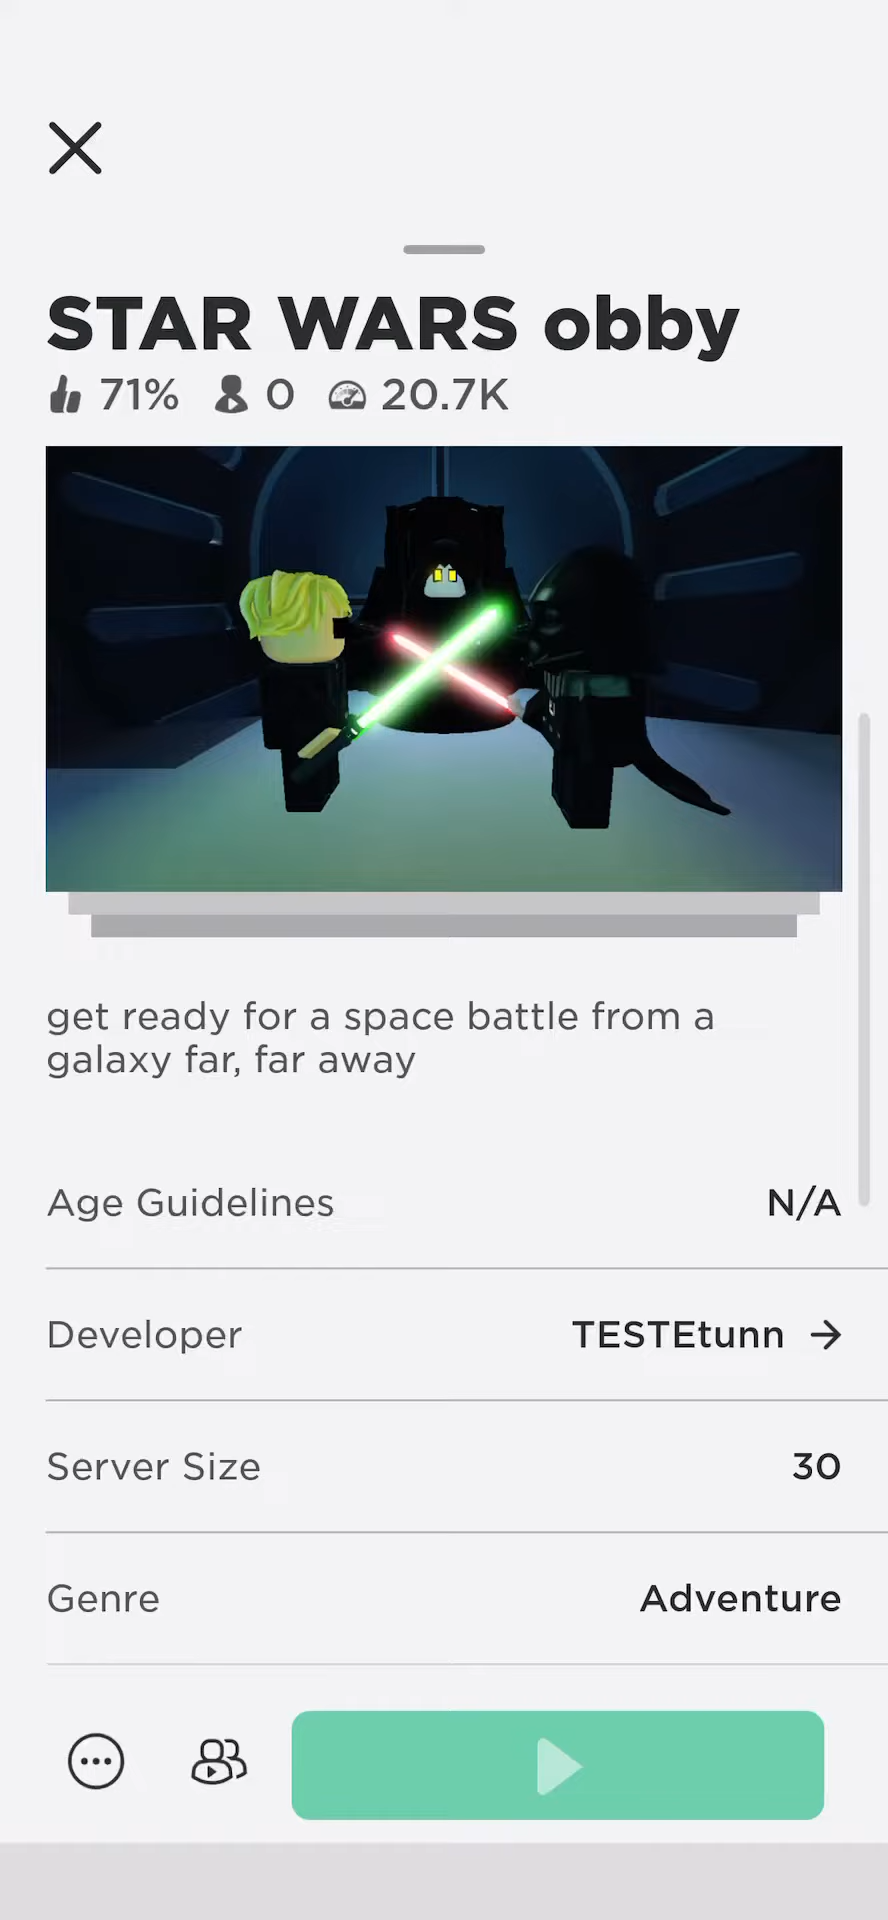 STAR WARS obby
71% 0 20.7K
get ready for a space battle from a
galaxy far, far away
Age Guidelines N/A
Developer TESTEtunn
Server Size 30
Genre Adventure